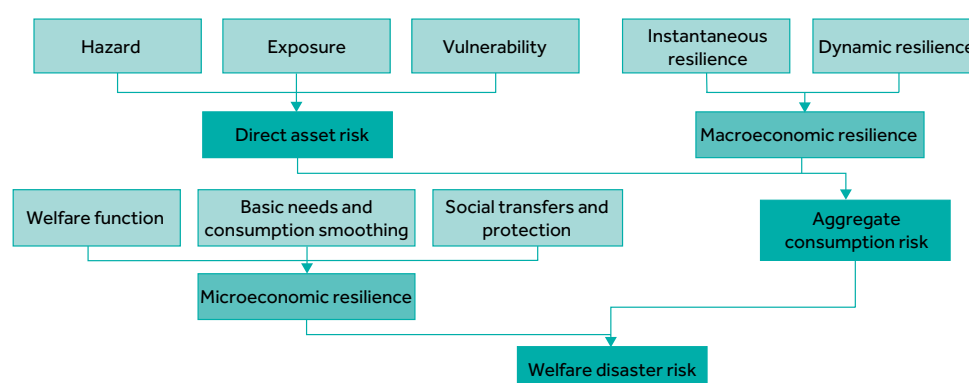 Hazard
Exposure
Vulnerability
Instantaneous
resilience
Dynamic resilience
Direct asset risk
Macroeconomic resilience
Welfare function
Basic needs and
consumption smoothing
Social transfers and
protection
Aggregate
consumption risk
Microeconomic resilience
Welfare disaster risk